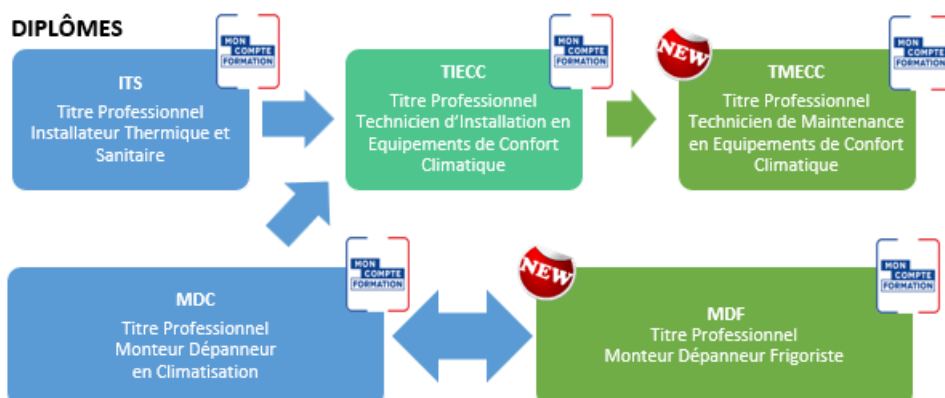 DIPLÔMES
MON
COMPTE
FORMATION
ITS
Titre Professionnel
Installateur Thermique et
Sanitaire
MON
COMPTE
FORMATION
TIECC
Titre Professionnel
Technicien d'Installation en
Equipements de Confort
Climatique
NEW
MON
COMPTE
FORMATION
TMECC
Titre Professionnel
Technicien de Maintenance
en Equipements de Confort
Climatique
MON
COMPTE
FORMATION
MDC
Titre Professionnel
Monteur Dépanneur
en Climatisation
NEW
MON
COMPTE
FORMATION
MDF
Titre Professionnel
Monteur Dépanneur Frigoriste